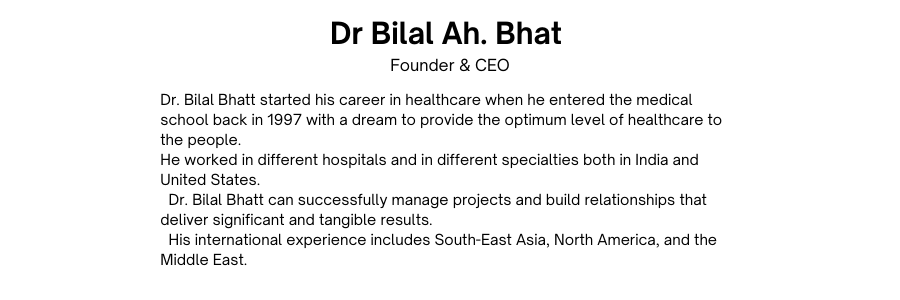 Dr Bilal Ah. Bhat
Founder & CEO
Dr. Bilal Bhatt started his career in healthcare when he entered the medical
school back in 1997 with a dream to provide the optimum level of healthcare to
the people.
He worked in different hospitals and in different specialties both in India and
United States.
Dr. Bilal Bhatt can successfully manage projects and build relationships that
deliver significant and tangible results.
His international experience includes South-East Asia, North America, and the
Middle East.